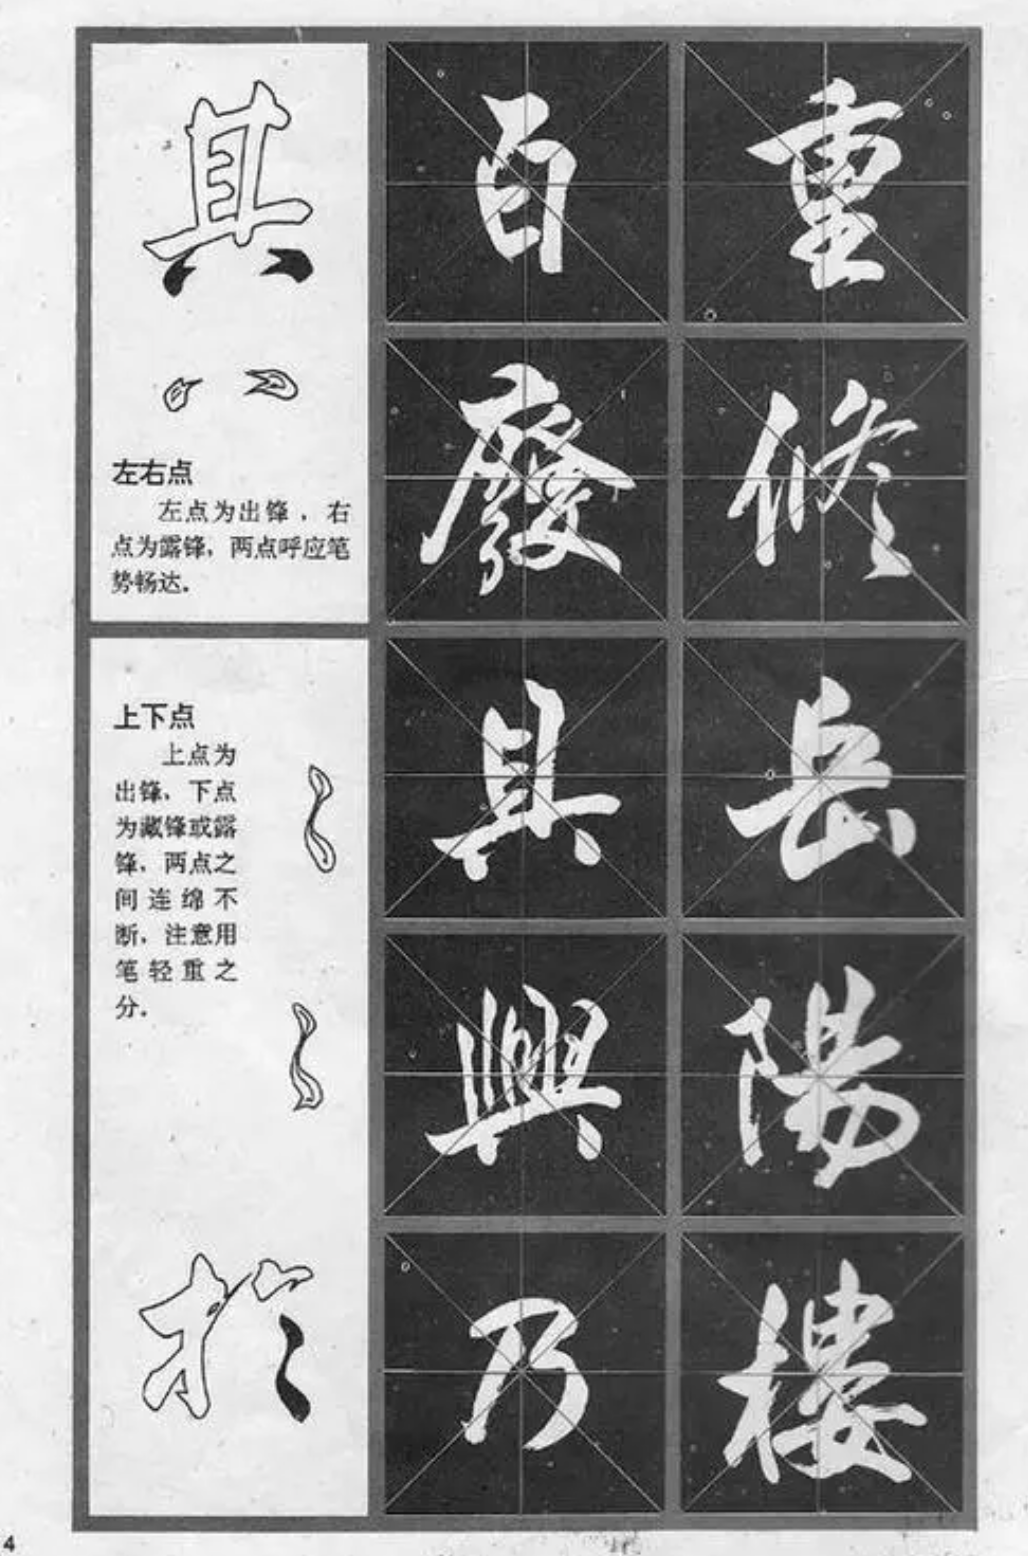 其
左右点
左点为出锋，右
点为露锋，两点呼应笔
势畅达。
上下点
上点为
出锋，下点
为藏锋或露
锋，两点之
间连绵不
断，注意用
笔轻重之
分。
於
百廢具興乃
重修岳陽樓
4